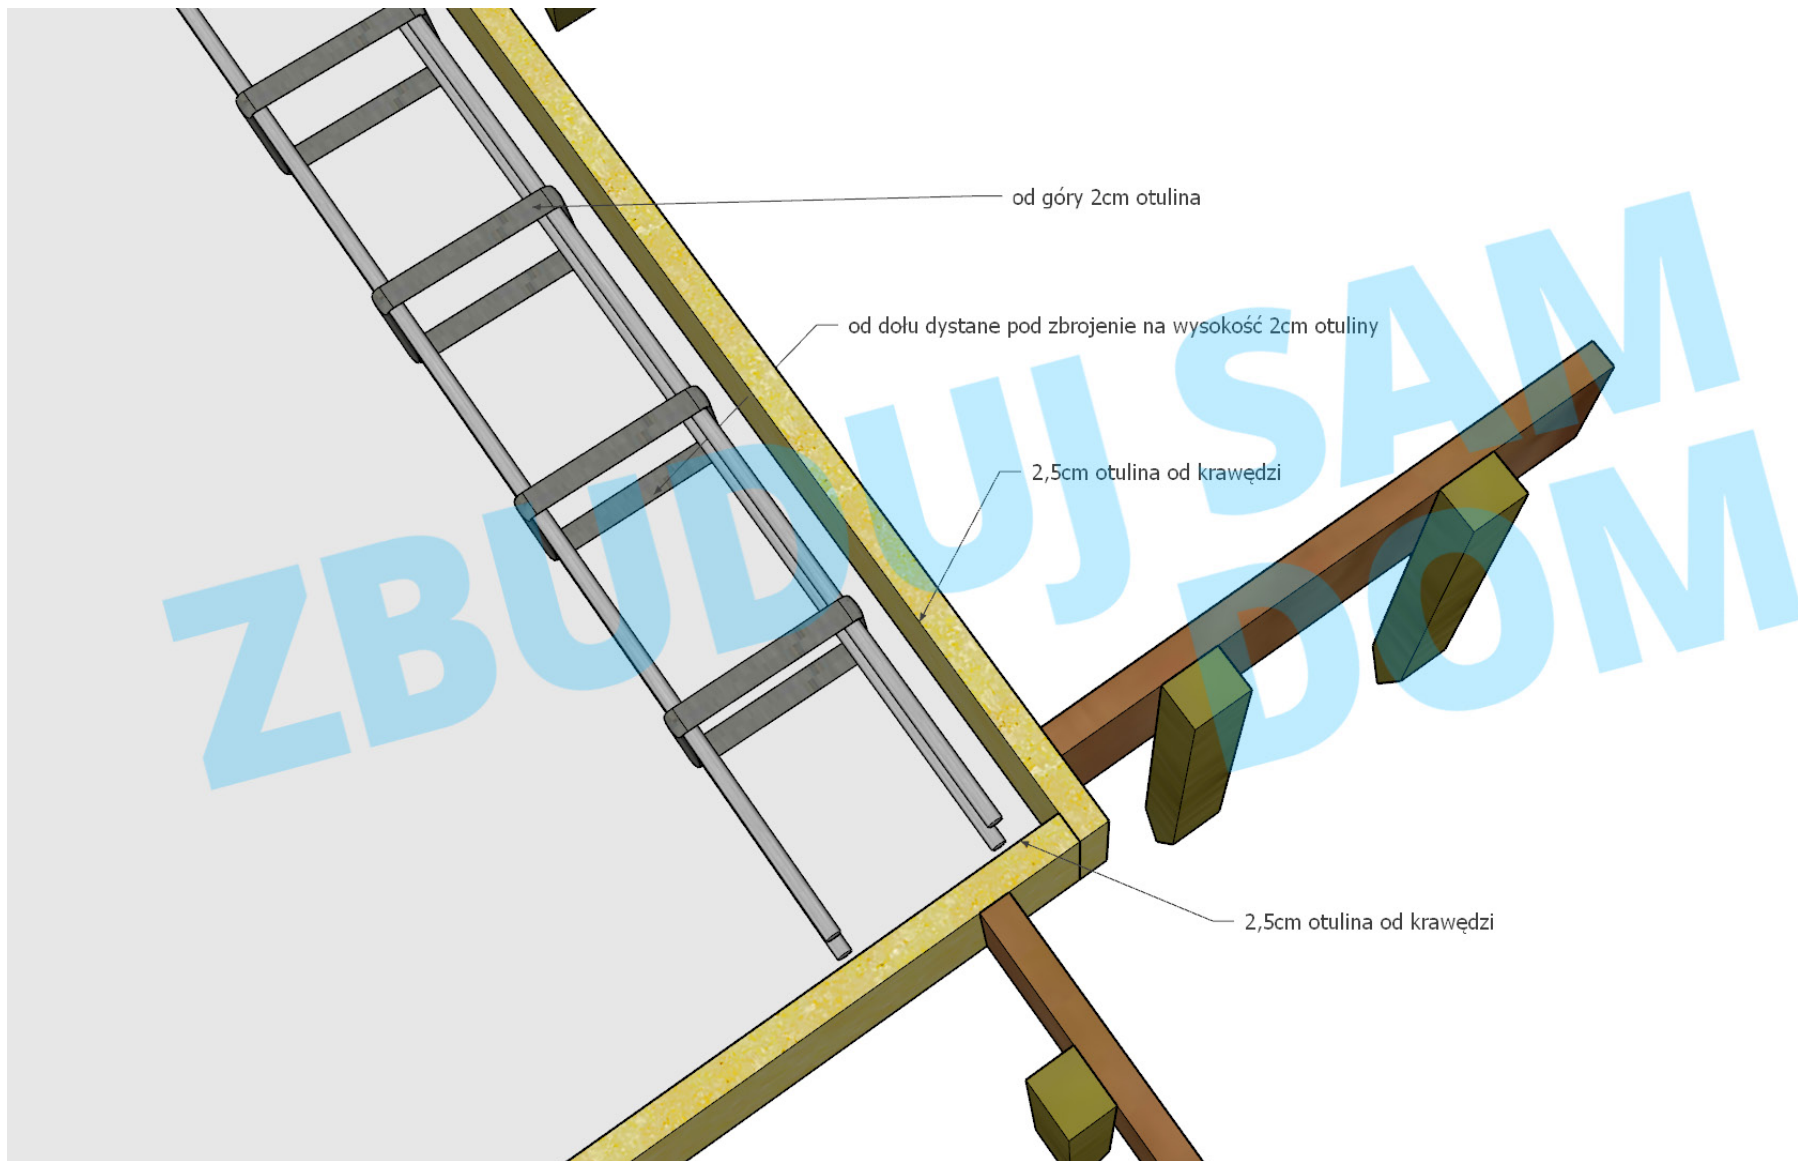 od góry 2cm otulina
od dołu dystane pod zbrojenie na wysokość 2cm otuliny
2,5cm otulina od krawędzi
2,5cm otulina od krawędzi
ZBUDUJ SAM
DOM